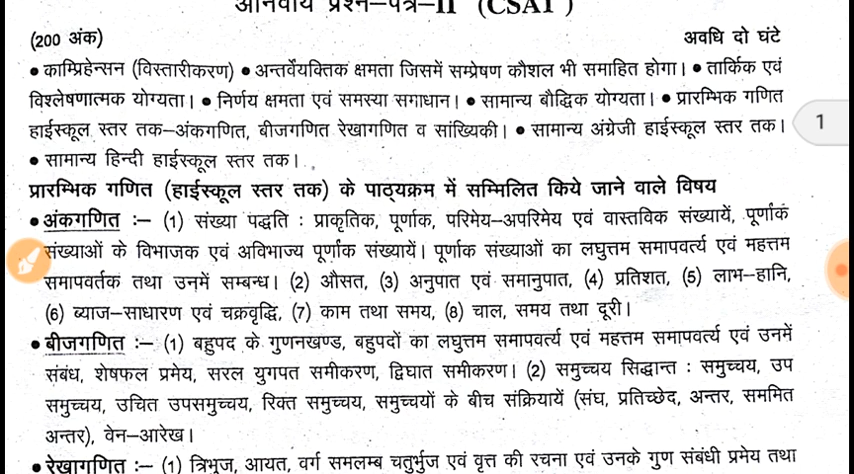 अनिवार्य प्रश्न–पत्र–II (CSAT)
(200 अंक) अवधि दो घंटे
● काम्प्रिहेन्सन (विस्तारीकरण) ● अन्तर्वैयक्तिक क्षमता जिसमें सम्प्रेषण कौशल भी समाहित होगा। ● तार्किक एवं
विश्लेषणात्मक योग्यता। ● निर्णय क्षमता एवं समस्या समाधान। ● सामान्य बौद्धिक योग्यता। ● प्रारम्भिक गणित
हाईस्कूल स्तर तक–अंकगणित, बीजगणित रेखागणित व सांख्यिकी। ● सामान्य अंग्रेजी हाईस्कूल स्तर तक।
1
● सामान्य हिन्दी हाईस्कूल स्तर तक।
प्रारम्भिक गणित (हाईस्कूल स्तर तक) के पाठ्यक्रम में सम्मिलित किये जाने वाले विषय
● अंकगणित :– (1) संख्या पद्धति : प्राकृतिक, पूर्णांक, परिमेय–अपरिमेय एवं वास्तविक संख्यायें, पूर्णांक
संख्याओं के विभाजक एवं अविभाज्य पूर्णांक संख्यायें। पूर्णांक संख्याओं का लघुत्तम समापवर्त्य एवं महत्तम
समापवर्तक तथा उनमें सम्बन्ध। (2) औसत, (3) अनुपात एवं समानुपात, (4) प्रतिशत, (5) लाभ–हानि,
(6) ब्याज–साधारण एवं चक्रवृद्धि, (7) काम तथा समय, (8) चाल, समय तथा दूरी।
● बीजगणित :– (1) बहुपद के गुणनखण्ड, बहुपदों का लघुत्तम समापवर्त्य एवं महत्तम समापवर्त्य एवं उनमें
संबंध, शेषफल प्रमेय, सरल युगपत समीकरण, द्विघात समीकरण। (2) समुच्चय सिद्धान्त : समुच्चय, उप
समुच्चय, उचित उपसमुच्चय, रिक्त समुच्चय, समुच्चयों के बीच संक्रियायें (संघ, प्रतिच्छेद, अन्तर, सममित
अन्तर), वेन–आरेख।
● रेखागणित :– (1) त्रिभुज, आयत, वर्ग समलम्ब चतुर्भुज एवं वृत्त की रचना एवं उनके गुण संबंधी प्रमेय तथा